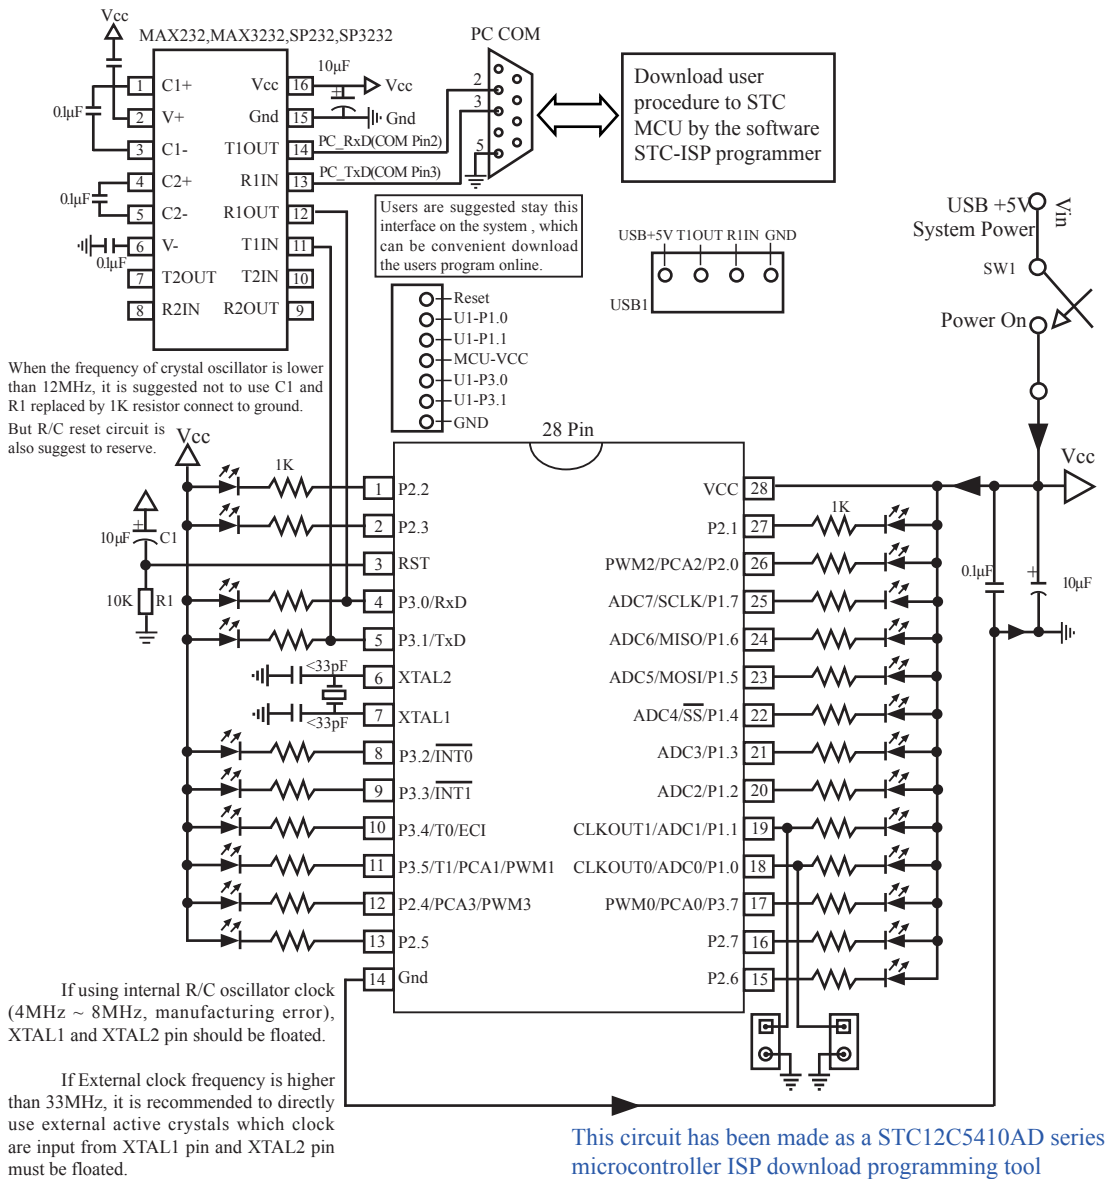 Vcc
MAX232,MAX3232,SP232,SP3232
PC COM
1 C1+ Vcc 16
10μF
Vcc
0.1μF
2 V+ Gnd 15
Gnd
3 C1- T1OUT 14
PC_RxD(COM Pin2)
4 C2+ R1IN 13
PC_TxD(COM Pin3)
0.1μF
5 C2- R1OUT 12
6 V- T1IN 11
0.1μF
7 T2OUT T2IN 10
8 R2IN R2OUT 9
2
3
5
Download user
procedure to STC
MCU by the software
STC-ISP programmer
Users are suggested stay this
interface on the system , which
can be convenient download
the users program online.
USB+5V T1OUT R1IN GND
USB1
USB +5V
System Power
Vin
SW1
Power On
Reset
U1-P1.0
U1-P1.1
MCU-VCC
U1-P3.0
U1-P3.1
GND
When the frequency of crystal oscillator is lower
than 12MHz, it is suggested not to use C1 and
R1 replaced by 1K resistor connect to ground.
But R/C reset circuit is
also suggest to reserve.
Vcc
28 Pin
Vcc
1K
1 P2.2
VCC 28
2 P2.3
P2.1 27
1K
10μF C1
3 RST
PWM2/PCA2/P2.0 26
10K R1
4 P3.0/RxD
ADC7/SCLK/P1.7 25
0.1μF
10μF
5 P3.1/TxD
ADC6/MISO/P1.6 24
<33pF
6 XTAL2
ADC5/MOSI/P1.5 23
<33pF
7 XTAL1
ADC4/SS/P1.4 22
8 P3.2/INT0
ADC3/P1.3 21
9 P3.3/INT1
ADC2/P1.2 20
10 P3.4/T0/ECI
CLKOUT1/ADC1/P1.1 19
11 P3.5/T1/PCA1/PWM1
CLKOUT0/ADC0/P1.0 18
12 P2.4/PCA3/PWM3
PWM0/PCA0/P3.7 17
13 P2.5
P2.7 16
14 Gnd
P2.6 15
If using internal R/C oscillator clock
(4MHz ~ 8MHz, manufacturing error),
XTAL1 and XTAL2 pin should be floated.
If External clock frequency is higher
than 33MHz, it is recommended to directly
use external active crystals which clock
are input from XTAL1 pin and XTAL2 pin
must be floated.
This circuit has been made as a STC12C5410AD series
microcontroller ISP download programming tool